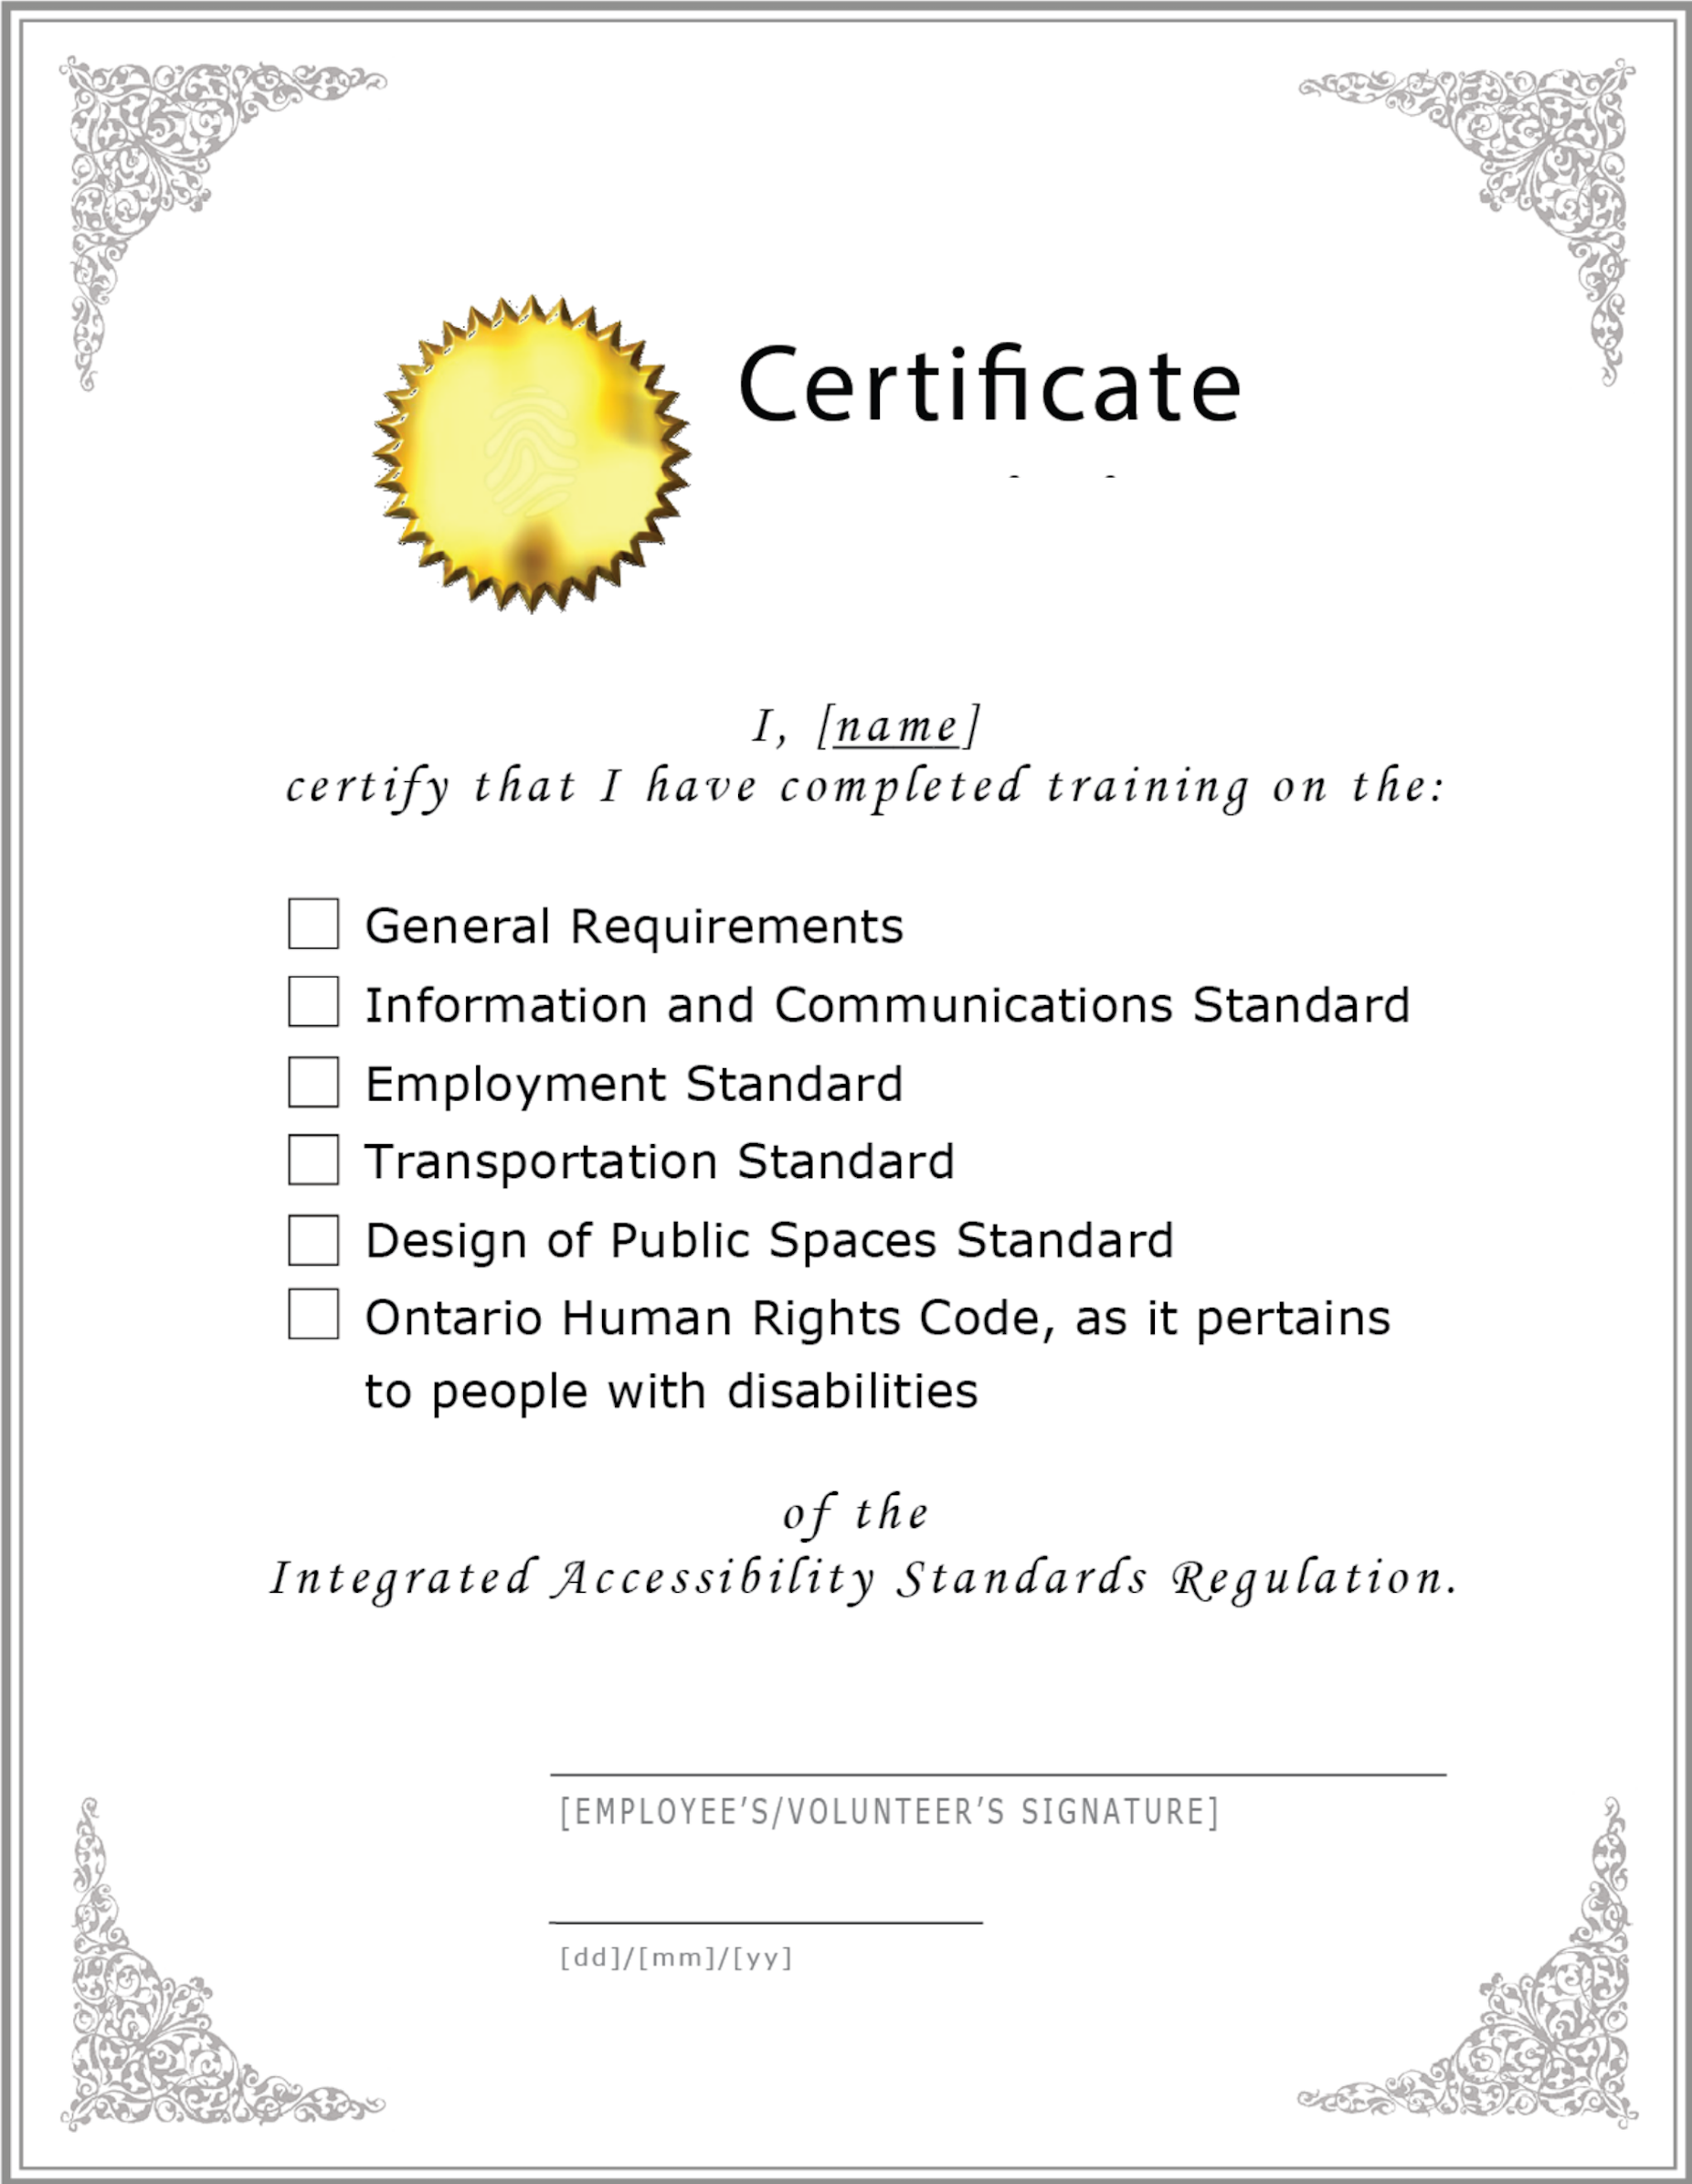 Certificate
I, [name]
certify that I have completed training on the:
General Requirements
Information and Communications Standard
Employment Standard
Transportation Standard
Design of Public Spaces Standard
Ontario Human Rights Code, as it pertains
to people with disabilities
of the
Integrated Accessibility Standards Regulation.
[EMPLOYEE’S/VOLUNTEER’S SIGNATURE]
[dd]/[mm]/[yy]